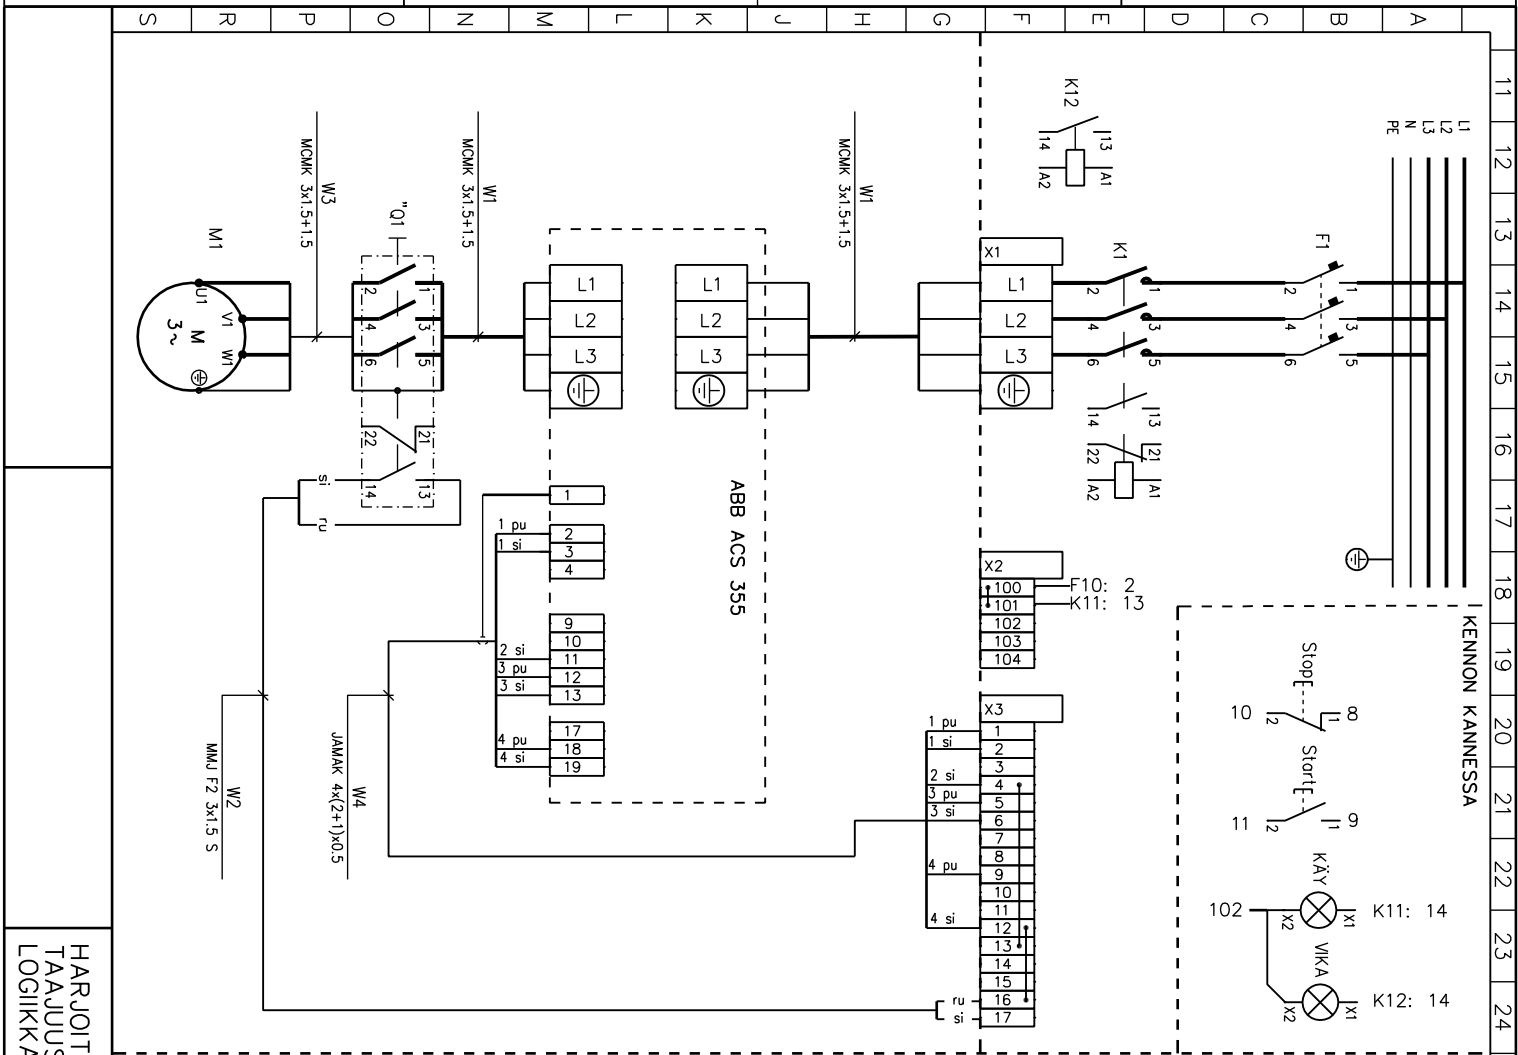 S R P O N M L K J H G F E D C B A
11
12
13
14
15
16
17
18
19
20
21
22
23
24
L1
L2
L3
N
PE
K12
13
14
A1
A2
F1
1 2
3 4
5 6
K1
1 2
3 4
5 6
13 14
21 22
A1 A2
X1
L1
L2
L3
W1
MCMK 3x1.5+1.5
L1
L2
L3
ABB ACS 355
L1
L2
L3
W1
MCMK 3x1.5+1.5
"Q1
1 2
3 4
5 6
21 22
13 14
si
ru
W3
MCMK 3x1.5+1.5
M1
U1
V1
W1
M
3~
1
2
3
4
9
10
11
12
13
17
18
19
1 pu
1 si
2 si
3 pu
3 si
4 pu
4 si
X2
100
101
102
103
104
F10: 2
K11: 13
X3
1
2
3
4
5
6
7
8
9
10
11
12
13
14
15
16
17
1 pu
1 si
2 si
3 pu
3 si
4 pu
4 si
ru
si
W4
JAMAK 4x(2+1)x0.5
W2
MMJ F2 3x1.5 S
KENNON KANNESSA
Stop
10 2 1 8
Start
11 2 1 9
KÄY
102 X2 X1 K11: 14
VIKA
X2 X1 K12: 14
HARJOIT
TAAJUUS
LOGIIKKA